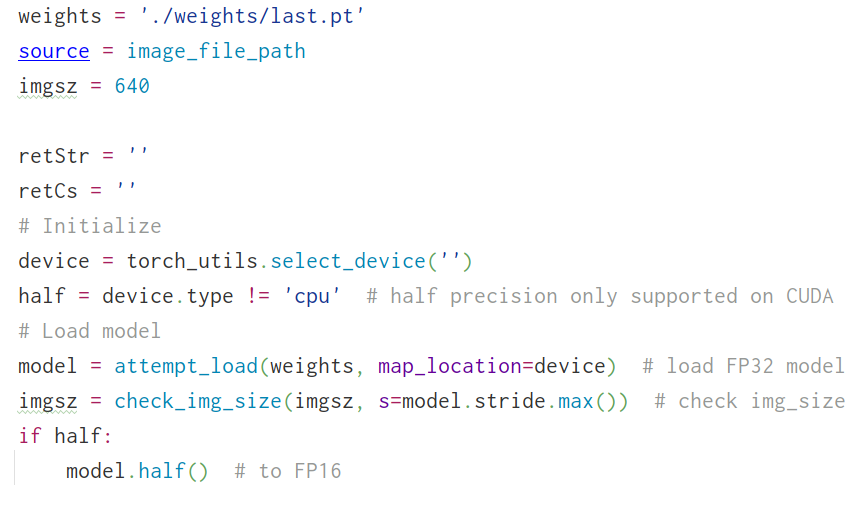 weights = './weights/last.pt'
source = image_file_path
imgsz = 640
retStr = ''
retCs = ''
# Initialize
device = torch_utils.select_device('')
half = device.type != 'cpu'  # half precision only supported on CUDA
# Load model
model = attempt_load(weights, map_location=device)  # load FP32 model
imgsz = check_img_size(imgsz, s=model.stride.max())  # check img_size
if half:
    model.half()  # to FP16